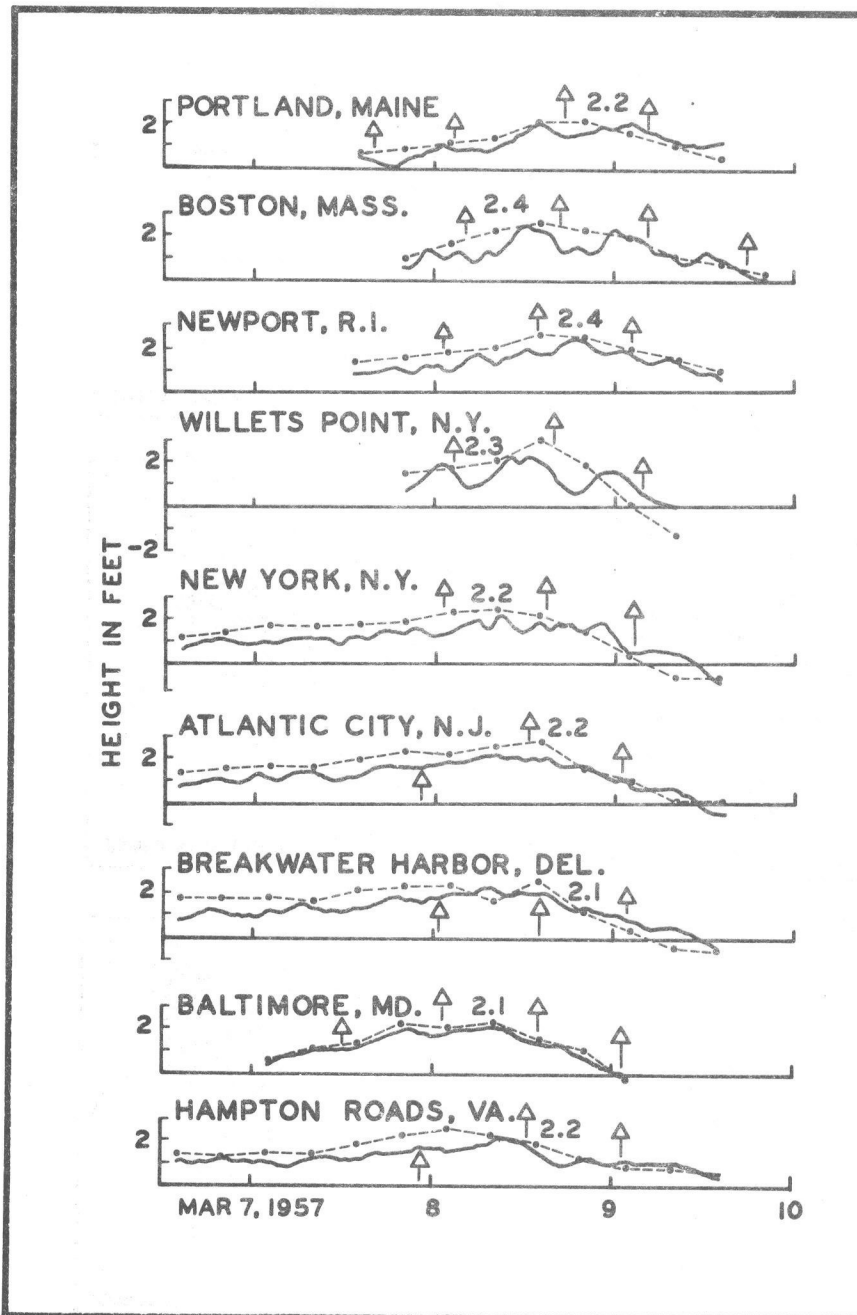 PORTLAND, MAINE
2.2
2
BOSTON, MASS.
2.4
2
NEWPORT, R.I.
2.4
2
WILLETS POINT, N.Y.
2.3
2
-2
HEIGHT IN FEET
NEW YORK, N.Y.
2.2
2
ATLANTIC CITY, N.J.
2.2
2
BREAKWATER HARBOR, DEL.
2.1
2
BALTIMORE, MD.
2.1
2
HAMPTON ROADS, VA.
2.2
2
MAR 7, 1957 8 9 10